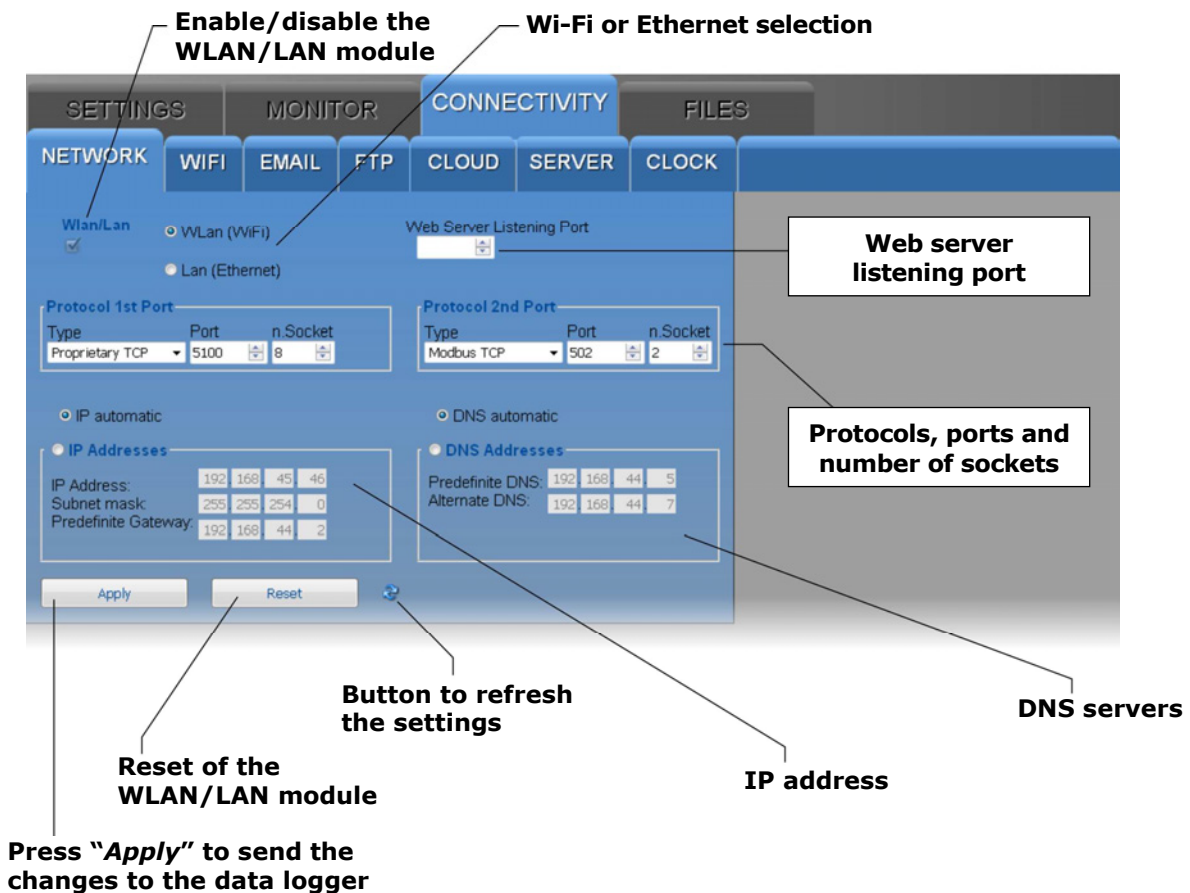 Enable/disable the
WLAN/LAN module
Wi-Fi or Ethernet selection
SETTINGS
MONITOR
CONNECTIVITY
FILES
NETWORK
WIFI
EMAIL
FTP
CLOUD
SERVER
CLOCK
Wlan/Lan
WLan (WiFi)
Lan (Ethernet)
Web Server Listening Port
Web server
listening port
Protocol 1st Port
Type Port n.Socket
Proprietary TCP 5100 8
Protocol 2nd Port
Type Port n.Socket
Modbus TCP 502 2
Protocols, ports and
number of sockets
IP automatic
IP Addresses
IP Address: 192. 168. 45. 46
Subnet mask: 255. 255. 254. 0
Predefinite Gateway: 192. 168. 44. 2
DNS automatic
DNS Addresses
Predefinite DNS: 192. 168. 44. 5
Alternate DNS: 192. 168. 44. 7
Apply
Reset
Button to refresh
the settings
DNS servers
Reset of the
WLAN/LAN module
IP address
Press “Apply” to send the
changes to the data logger